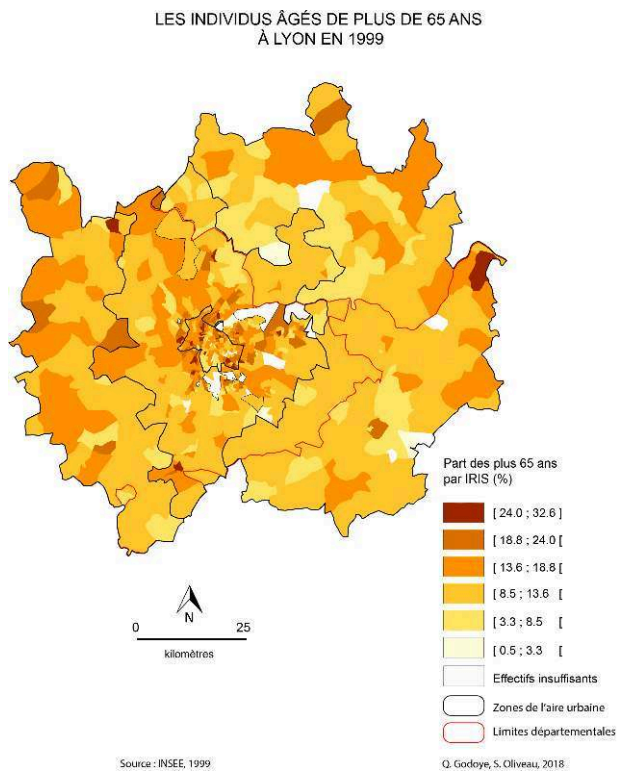 LES INDIVIDUS ÂGÉS DE PLUS DE 65 ANS
À LYON EN 1999
Part des plus 65 ans
par IRIS (%)
[ 24.0 ; 32.6 ]
[ 18.8 ; 24.0 [
[ 13.6 ; 18.8 [
[ 8.5 ; 13.6 [
[ 3.3 ; 8.5 [
[ 0.5 ; 3.3 [
Effectifs insuffisants
Zones de l'aire urbaine
Limites départementales
N
0 25
kilomètres
Source : INSEE, 1999
Q. Godoye, S. Oliveau, 2018